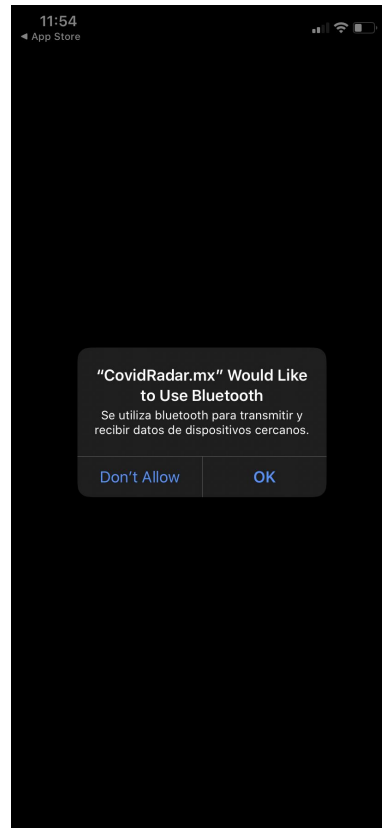 11:54
◀ App Store
“CovidRadar.mx” Would Like
to Use Bluetooth
Se utiliza bluetooth para transmitir y
recibir datos de dispositivos cercanos.
Don’t Allow OK